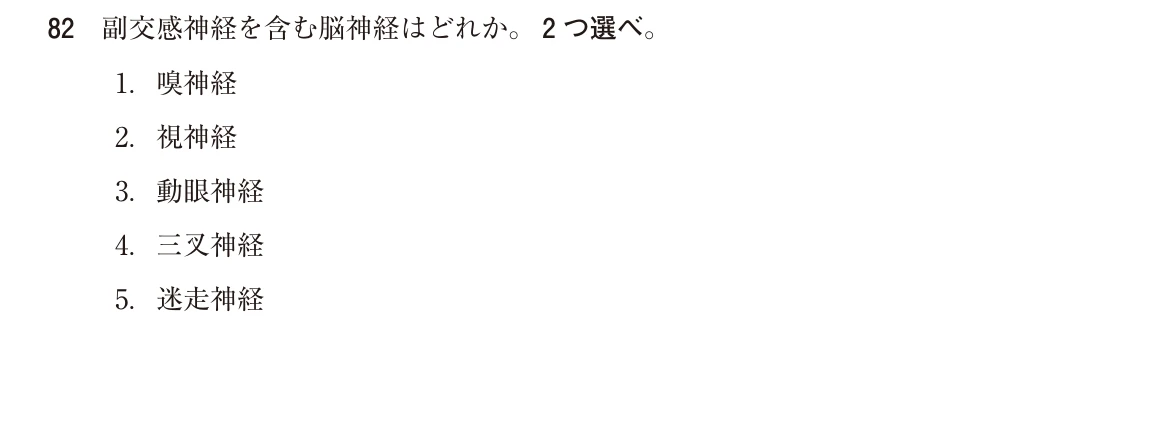 82 副交感神経を含む脳神経はどれか。2つ選べ。
1. 嗅神経
2. 視神経
3. 動眼神経
4. 三叉神経
5. 迷走神経